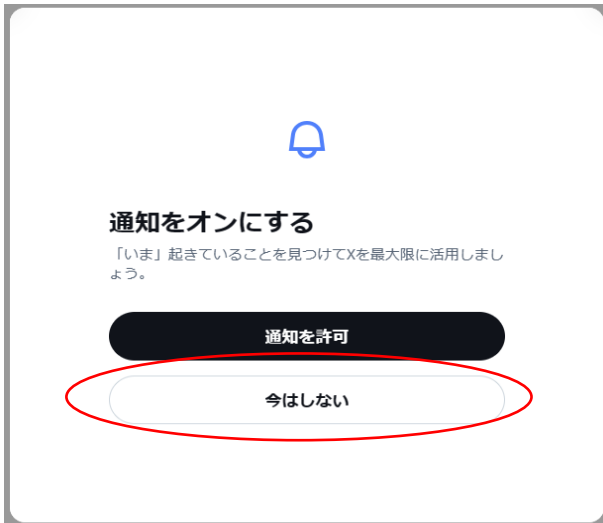 通知をオンにする
「いま」起きていることを見つけてXを最大限に活用しまし
ょう。
通知を許可
今はしない